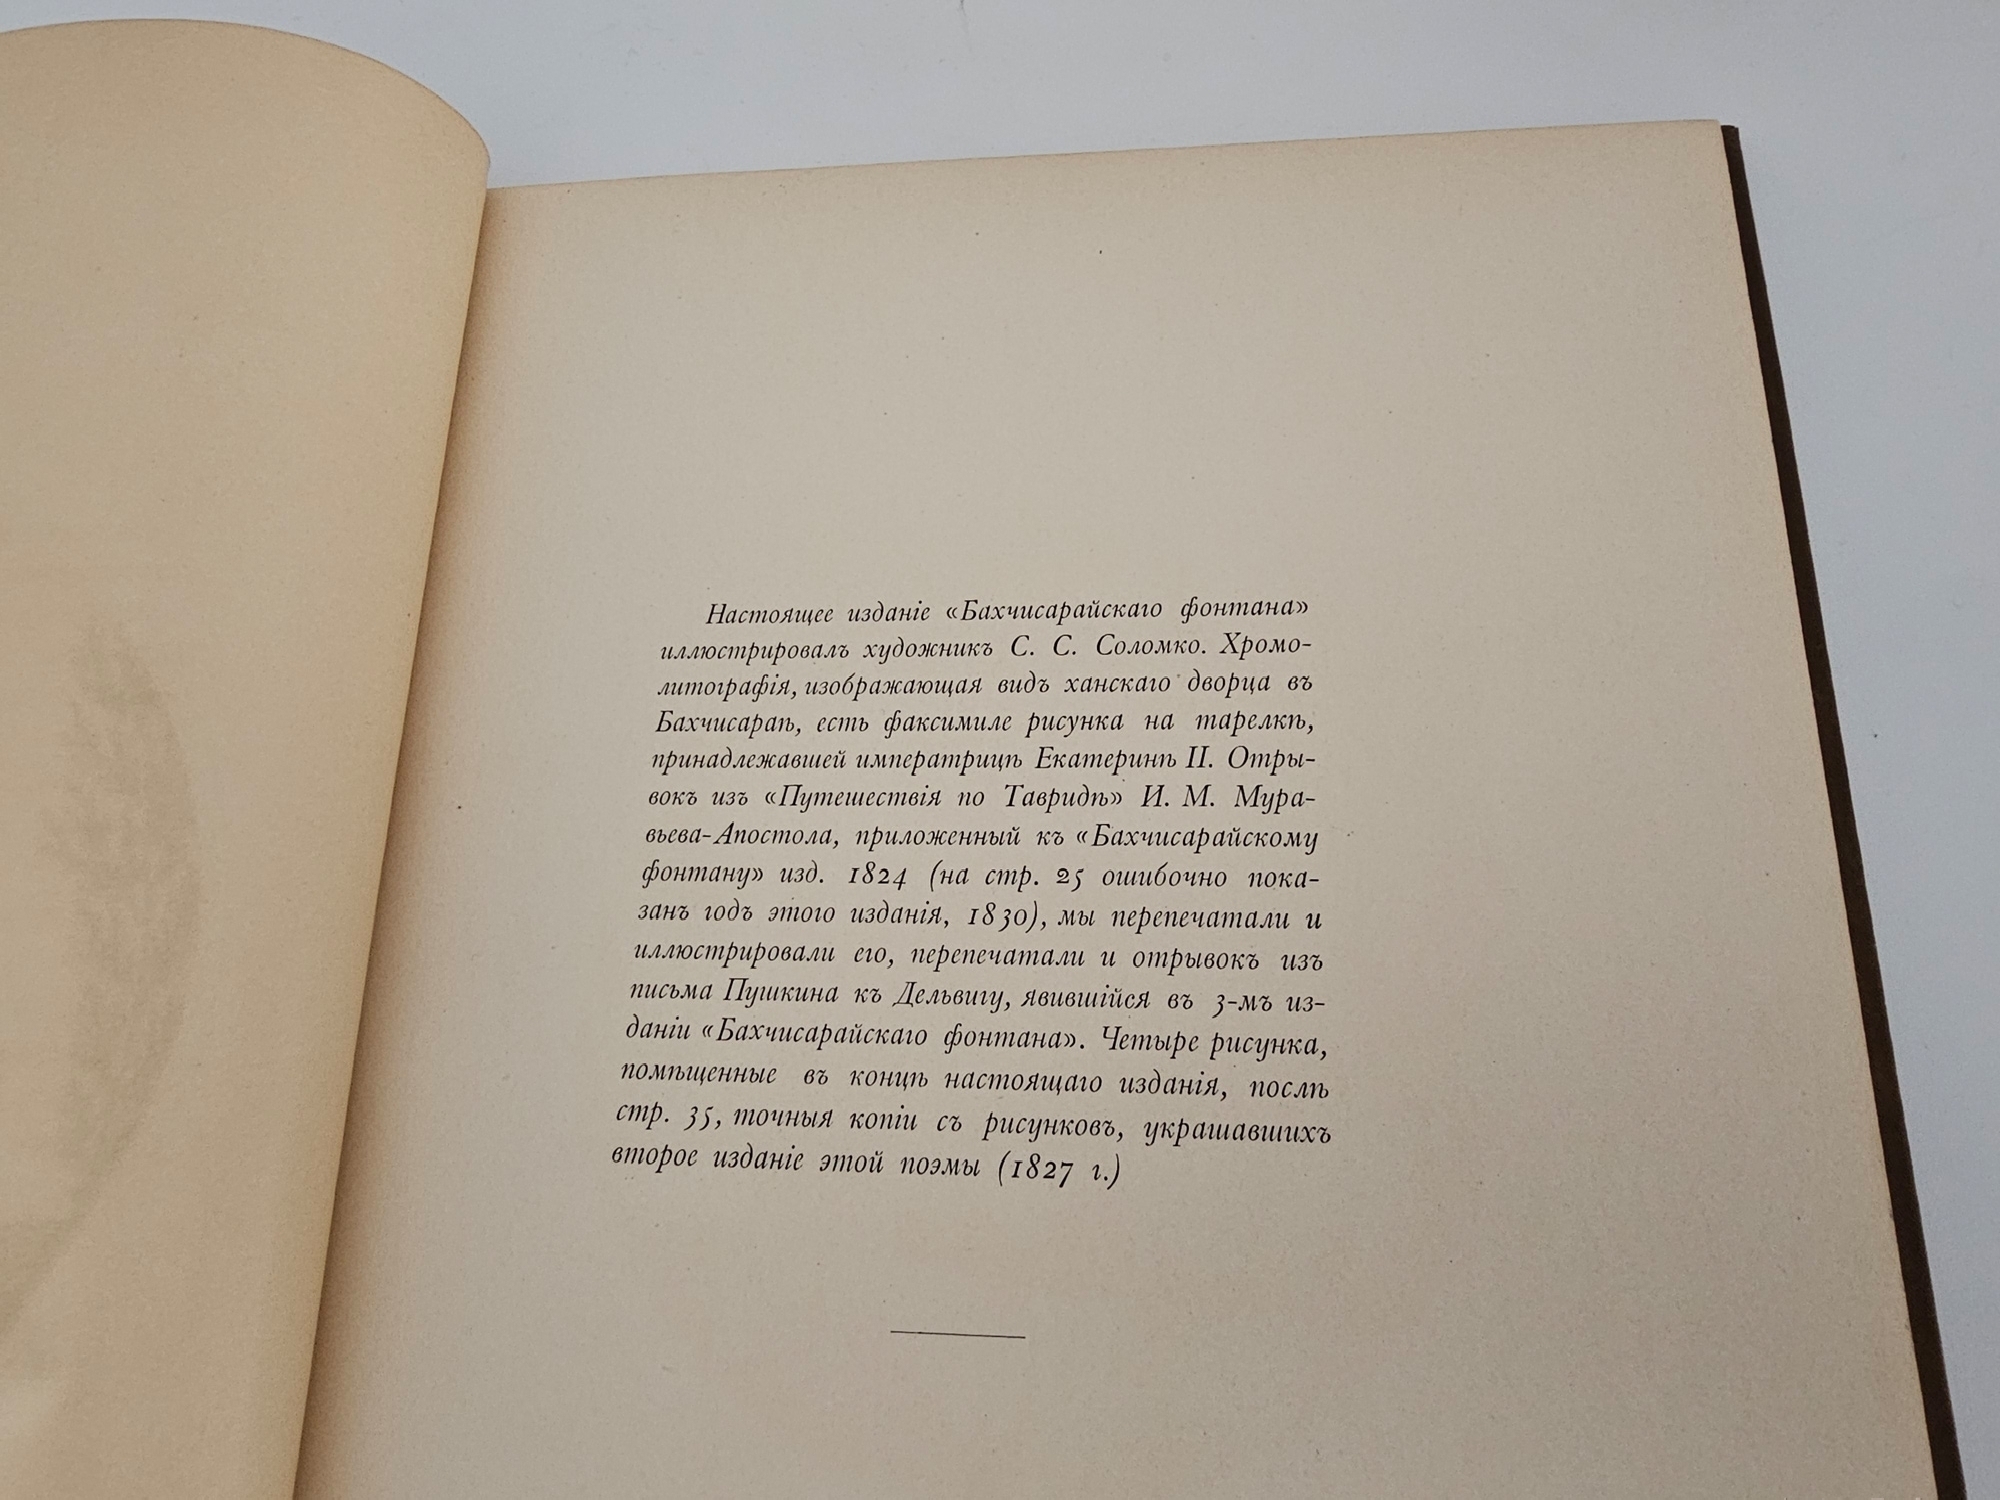 Настоящее изданіе «Бахчисарайскаго фонтана»
иллюстрировалъ художникъ С. С. Соломко. Хромо-
литографія, изображающая видъ ханскаго дворца въ
Бахчисараѣ, есть факсимиле рисунка на тарелкѣ,
принадлежавшей императрицѣ Екатеринѣ II. Отры-
вокъ изъ «Путешествія по Тавридѣ» И. М. Мура-
вьева-Апостола, приложенный къ «Бахчисарайскому
фонтану» изд. 1824 (на стр. 25 ошибочно пока-
занъ годъ этого изданія, 1830), мы перепечатали и
иллюстрировали его, перепечатали и отрывокъ изъ
письма Пушкина къ Дельвигу, явившійся въ 3-мъ из-
даніи «Бахчисарайскаго фонтана». Четыре рисунка,
помѣщенные въ концѣ настоящаго изданія, послѣ
стр. 35, точныя копіи съ рисунковъ, украшавшихъ
второе изданіе этой поэмы (1827 г.)